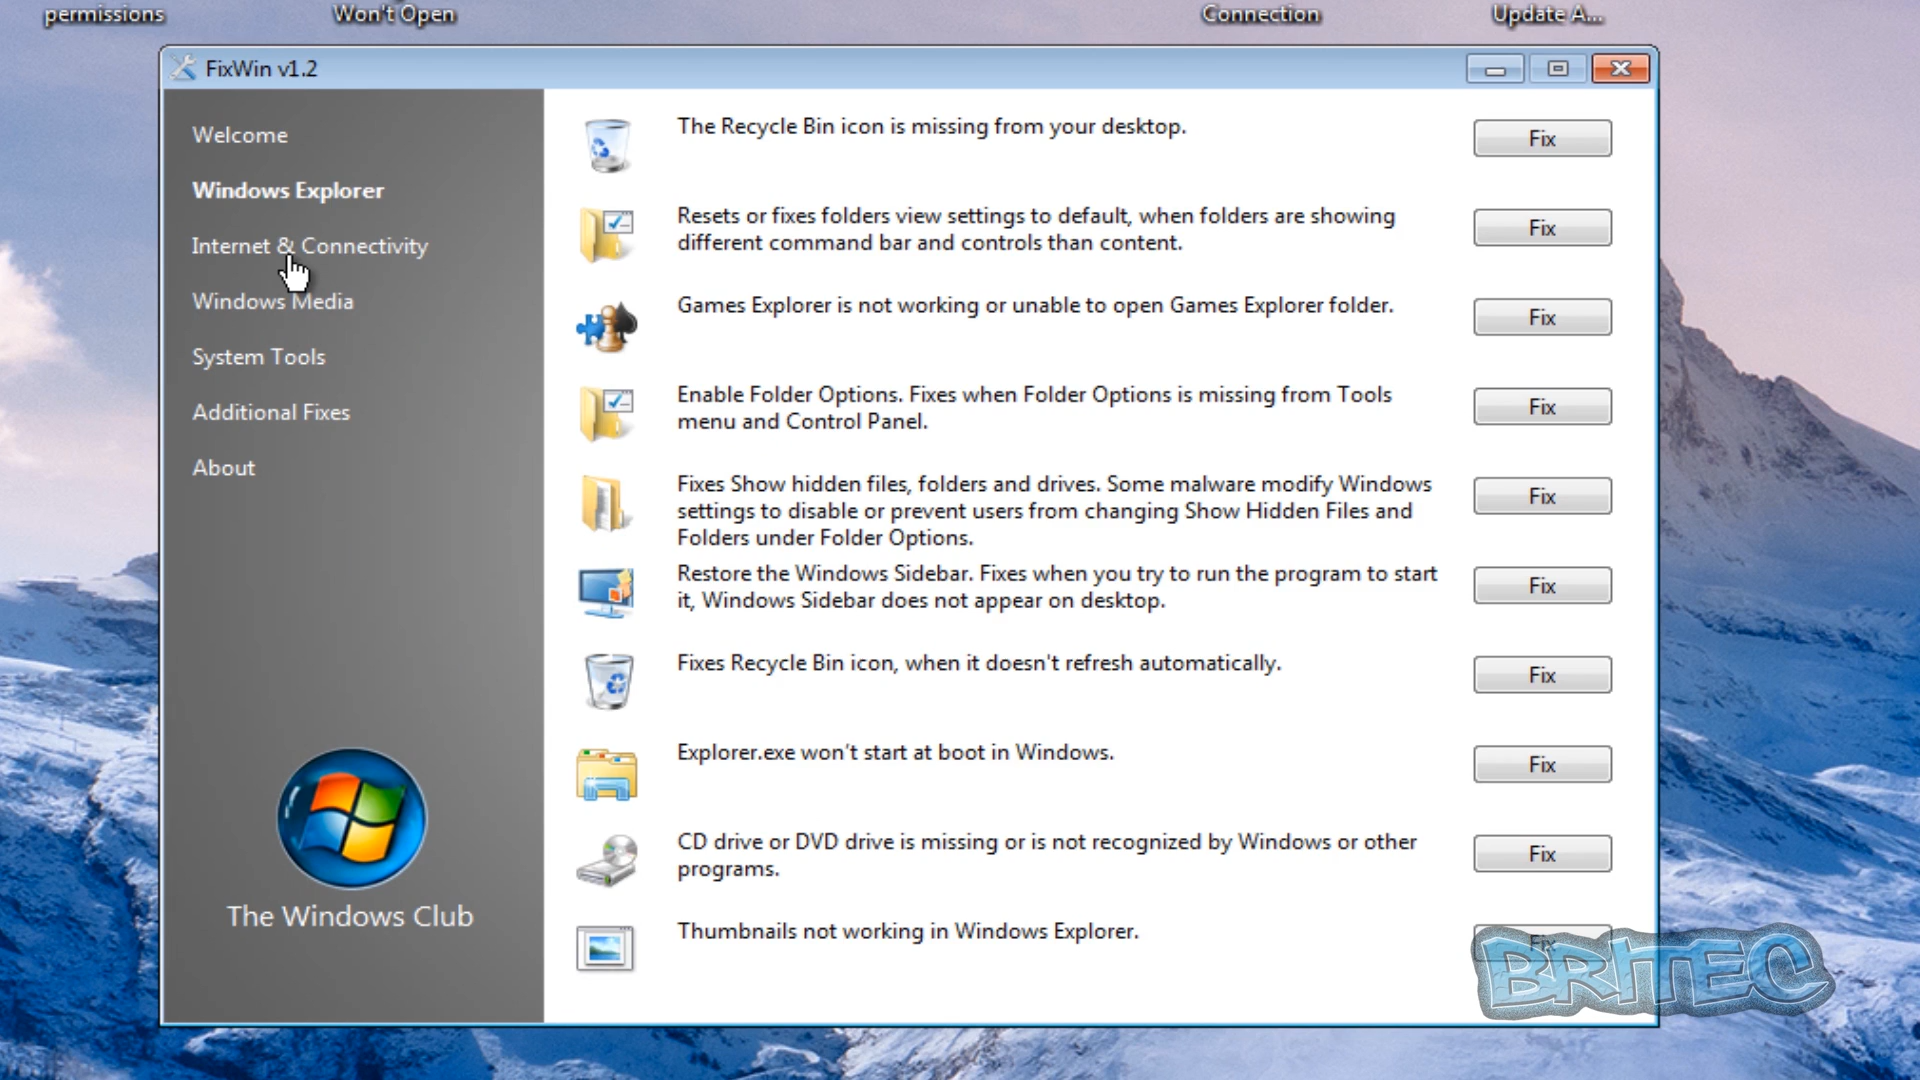 permissions
Won't Open
Connection
Update A...
FixWin v1.2
Welcome
Windows Explorer
Internet & Connectivity
Windows Media
System Tools
Additional Fixes
About
The Windows Club
The Recycle Bin icon is missing from your desktop.
Fix
Resets or fixes folders view settings to default, when folders are showing
different command bar and controls than content.
Fix
Games Explorer is not working or unable to open Games Explorer folder.
Fix
Enable Folder Options. Fixes when Folder Options is missing from Tools
menu and Control Panel.
Fix
Fixes Show hidden files, folders and drives. Some malware modify Windows
settings to disable or prevent users from changing Show Hidden Files and
Folders under Folder Options.
Fix
Restore the Windows Sidebar. Fixes when you try to run the program to start
it, Windows Sidebar does not appear on desktop.
Fix
Fixes Recycle Bin icon, when it doesn't refresh automatically.
Fix
Explorer.exe won't start at boot in Windows.
Fix
CD drive or DVD drive is missing or is not recognized by Windows or other
programs.
Fix
Thumbnails not working in Windows Explorer.
Fix
BRITEC